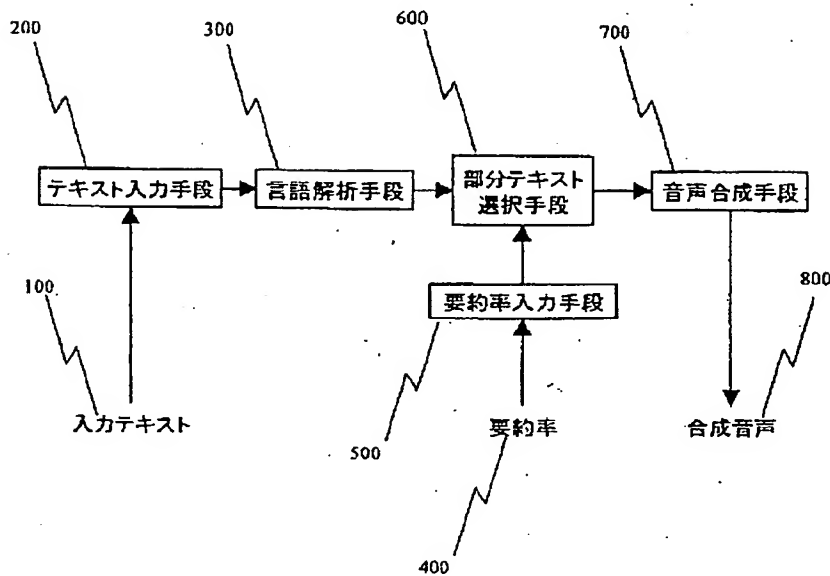 200
300
600
700
テキスト入力手段
言語解析手段
部分テキスト
選択手段
音声合成手段
100
要約率入力手段
800
入力テキスト
500
要約率
合成音声
400